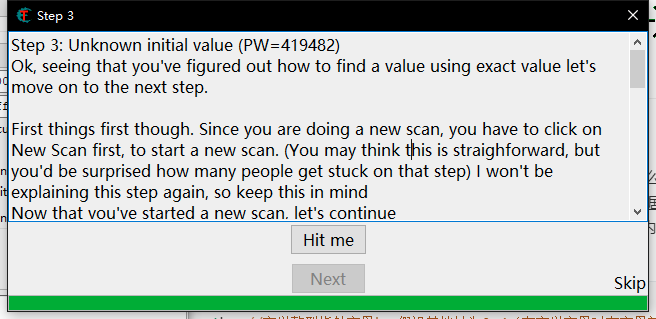 Step 3
Step 3: Unknown initial value (PW=419482)
Ok, seeing that you've figured out how to find a value using exact value let's
move on to the next step.
First things first though. Since you are doing a new scan, you have to click on
New Scan first, to start a new scan. (You may think this is straighforward, but
you'd be surprised how many people get stuck on that step) I won't be
explaining this step again, so keep this in mind
Now that you've started a new scan. let's continue
Hit me
Next
Skip